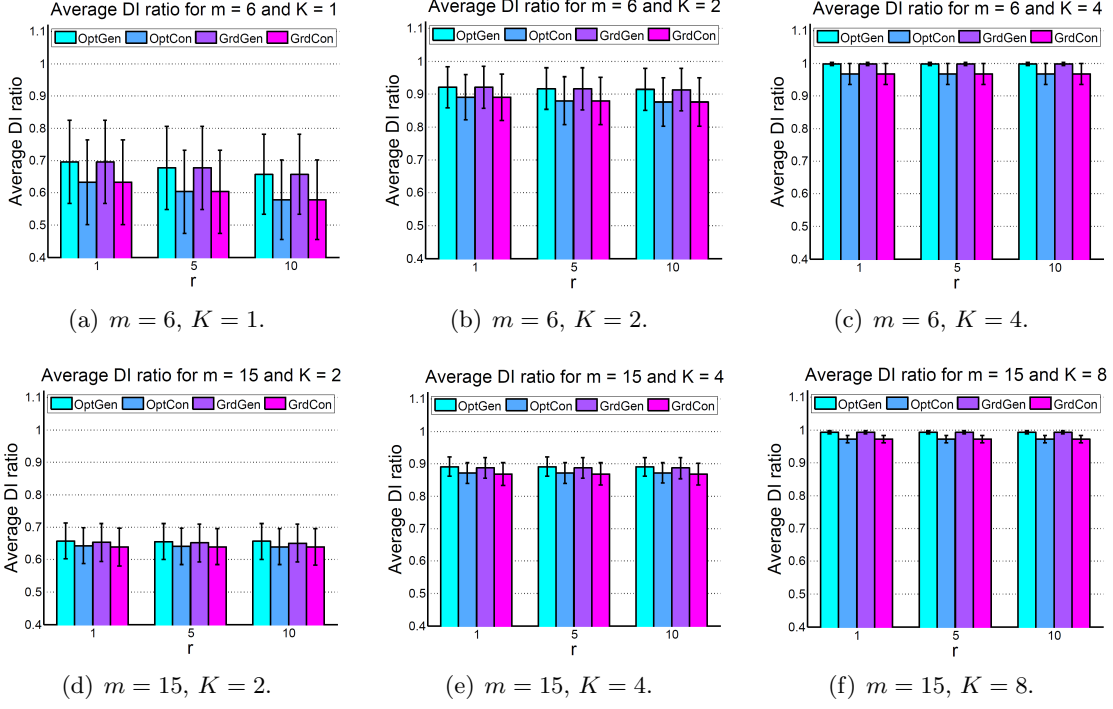 Average DI ratio for m = 6 and K = 1
1.1
OptGen OptCon GrdGen GrdCon
1
0.9
0.8
0.7
0.6
0.5
0.4
Average DI ratio
1 5 10
r
(a) m = 6, K = 1.
Average DI ratio for m = 6 and K = 2
1.1
OptGen OptCon GrdGen GrdCon
1
0.9
0.8
0.7
0.6
0.5
0.4
Average DI ratio
1 5 10
r
(b) m = 6, K = 2.
Average DI ratio for m = 6 and K = 4
1.1
OptGen OptCon GrdGen GrdCon
1
0.9
0.8
0.7
0.6
0.5
0.4
Average DI ratio
1 5 10
r
(c) m = 6, K = 4.
Average DI ratio for m = 15 and K = 2
1.1
OptGen OptCon GrdGen GrdCon
1
0.9
0.8
0.7
0.6
0.5
0.4
Average DI ratio
1 5 10
r
(d) m = 15, K = 2.
Average DI ratio for m = 15 and K = 4
1.1
OptGen OptCon GrdGen GrdCon
1
0.9
0.8
0.7
0.6
0.5
0.4
Average DI ratio
1 5 10
r
(e) m = 15, K = 4.
Average DI ratio for m = 15 and K = 8
1.1
OptGen OptCon GrdGen GrdCon
1
0.9
0.8
0.7
0.6
0.5
0.4
Average DI ratio
1 5 10
r
(f) m = 15, K = 8.